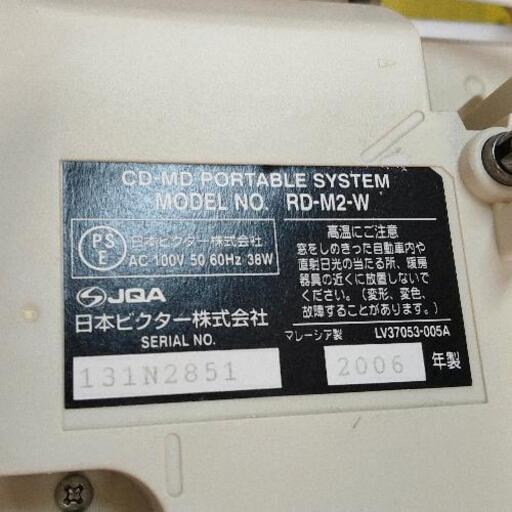 CD-MD PORTABLE SYSTEM
MODEL NO. RD-M2-W
PS
E
日本ビクター株式会社
AC 100V 50/60Hz 38W
JQA
日本ビクター株式会社
SERIAL NO.
131N2851
高温にご注意
窓をしめきった自動車内や
直射日光の当たる所、暖房
器具の近くに放置しないで
ください。（変形、変色、
故障することがあります。）
マレーシア製 LV37053-005A
2006 年製